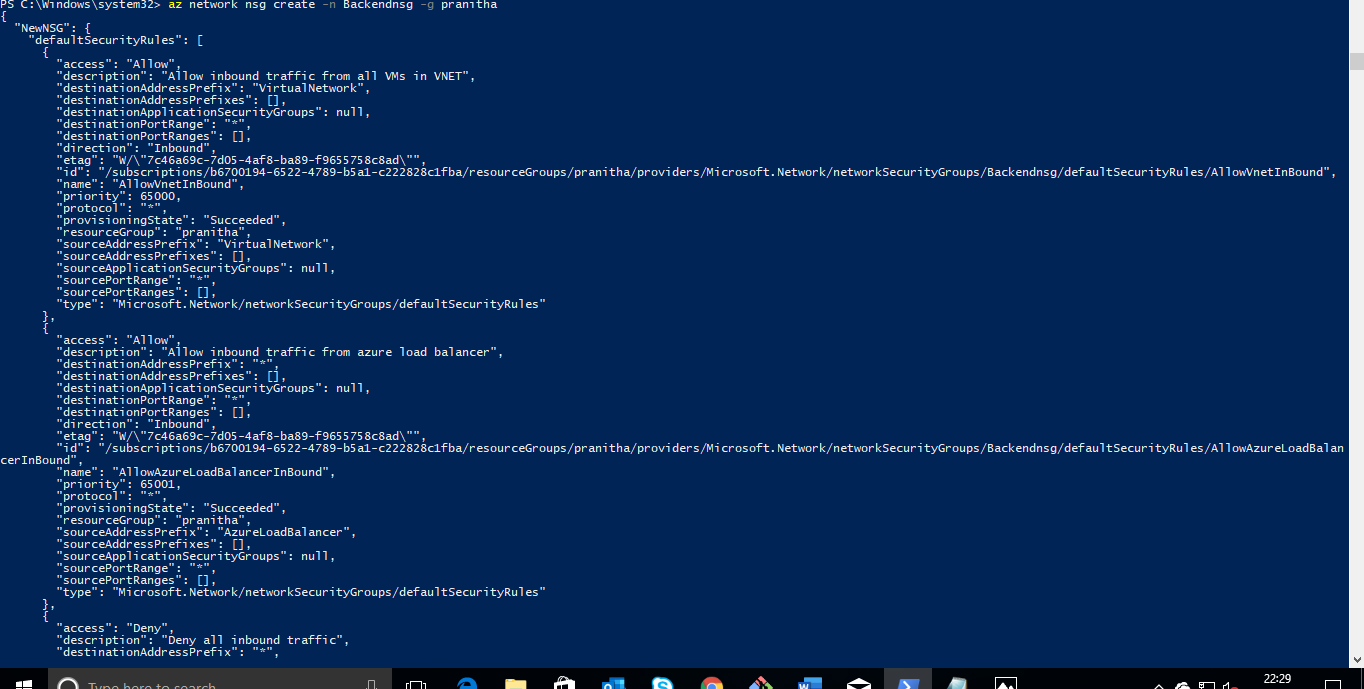 PS C:\Windows\system32> az network nsg create -n Backendnsg -g pranitha
{
  "NewNSG": {
    "defaultSecurityRules": [
      {
        "access": "Allow",
        "description": "Allow inbound traffic from all VMs in VNET",
        "destinationAddressPrefix": "VirtualNetwork",
        "destinationAddressPrefixes": [],
        "destinationApplicationSecurityGroups": null,
        "destinationPortRange": "*",
        "destinationPortRanges": [],
        "direction": "Inbound",
        "etag": "W/\"7c46a69c-7d05-4af8-ba89-f9655758c8ad\"",
        "id": "/subscriptions/b6700194-6522-4789-b5a1-c222828c1fba/resourceGroups/pranitha/providers/Microsoft.Network/networkSecurityGroups/Backendnsg/defaultSecurityRules/AllowVnetInBound",
        "name": "AllowVnetInBound",
        "priority": 65000,
        "protocol": "*",
        "provisioningState": "Succeeded",
        "resourceGroup": "pranitha",
        "sourceAddressPrefix": "VirtualNetwork",
        "sourceAddressPrefixes": [],
        "sourceApplicationSecurityGroups": null,
        "sourcePortRange": "*",
        "sourcePortRanges": [],
        "type": "Microsoft.Network/networkSecurityGroups/defaultSecurityRules"
      },
      {
        "access": "Allow",
        "description": "Allow inbound traffic from azure load balancer",
        "destinationAddressPrefix": "*",
        "destinationAddressPrefixes": [],
        "destinationApplicationSecurityGroups": null,
        "destinationPortRange": "*",
        "destinationPortRanges": [],
        "direction": "Inbound",
        "etag": "W/\"7c46a69c-7d05-4af8-ba89-f9655758c8ad\"",
        "id": "/subscriptions/b6700194-6522-4789-b5a1-c222828c1fba/resourceGroups/pranitha/providers/Microsoft.Network/networkSecurityGroups/Backendnsg/defaultSecurityRules/AllowAzureLoadBalan
cerInBound",
        "name": "AllowAzureLoadBalancerInBound",
        "priority": 65001,
        "protocol": "*",
        "provisioningState": "Succeeded",
        "resourceGroup": "pranitha",
        "sourceAddressPrefix": "AzureLoadBalancer",
        "sourceAddressPrefixes": [],
        "sourceApplicationSecurityGroups": null,
        "sourcePortRange": "*",
        "sourcePortRanges": [],
        "type": "Microsoft.Network/networkSecurityGroups/defaultSecurityRules"
      },
      {
        "access": "Deny",
        "description": "Deny all inbound traffic",
        "destinationAddressPrefix": "*",
Type here to search
22:29